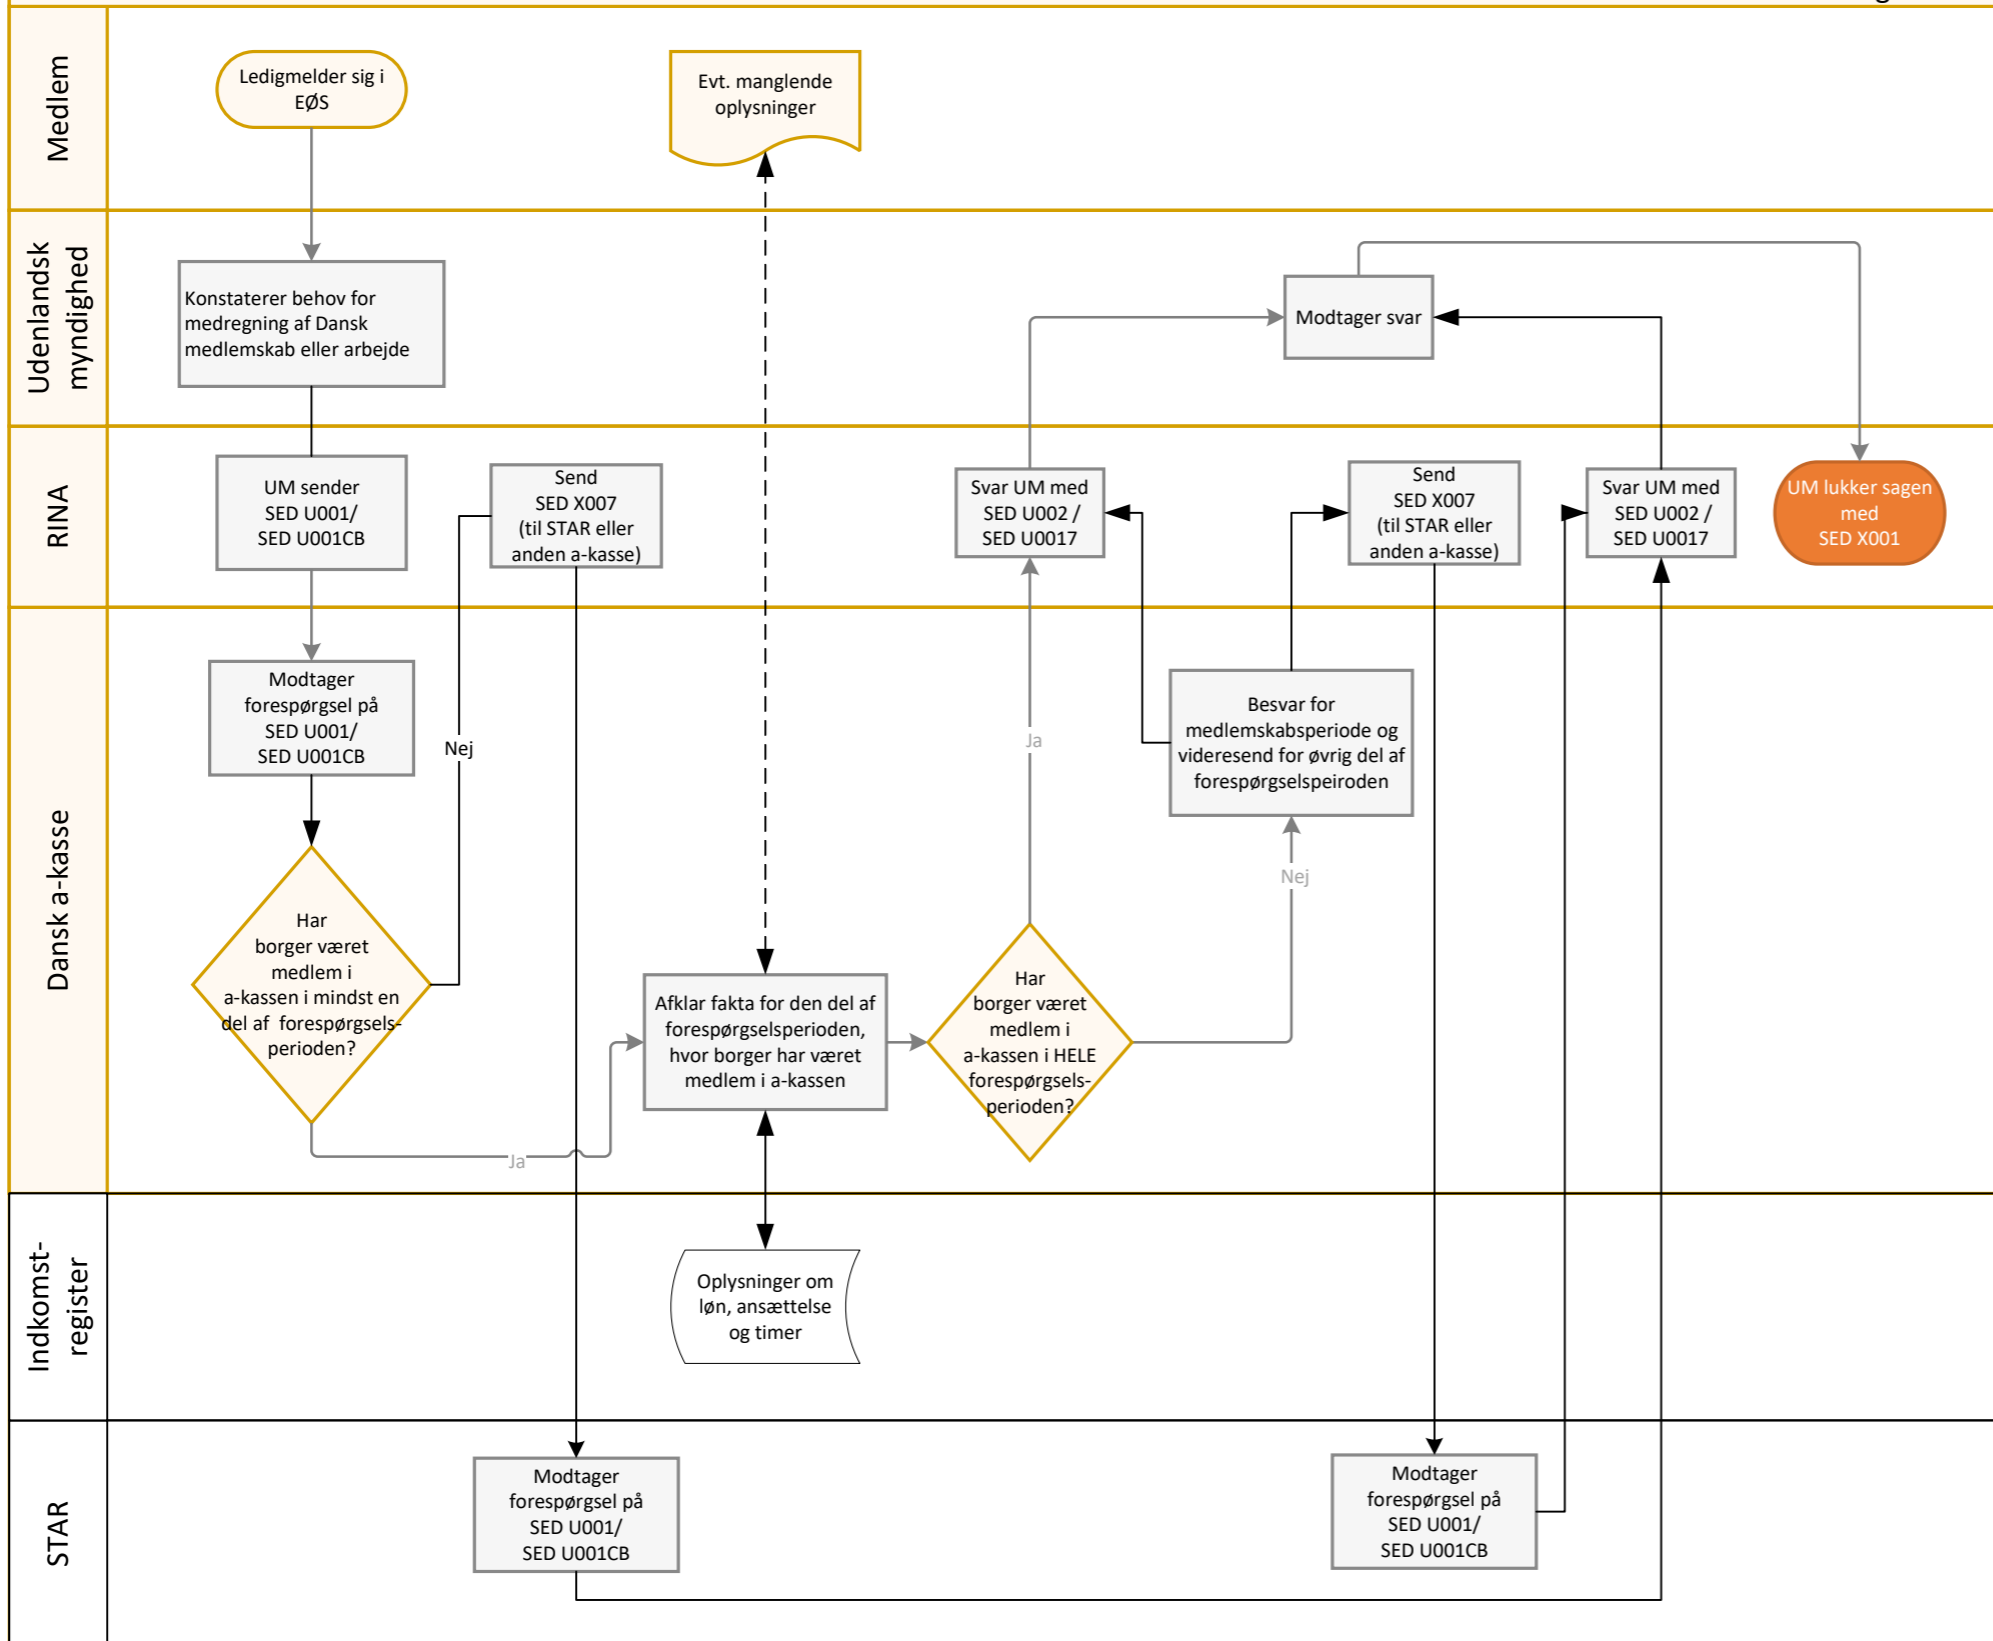 Medlem
Ledigmelder sig i
EØS
Evt. manglende
oplysninger
Udenlandsk
myndighed
Konstaterer behov for
medregning af Dansk
medlemskab eller arbejde
Modtager svar
RINA
UM sender
SED U001/
SED U001CB
Send
SED X007
(til STAR eller
anden a-kasse)
Svar UM med
SED U002 /
SED U0017
Send
SED X007
(til STAR eller
anden a-kasse)
Svar UM med
SED U002 /
SED U0017
UM lukker sagen
med
SED X001
Dansk a-kasse
Modtager
forespørgsel på
SED U001/
SED U001CB
Nej
Har
borger været
medlem i
a-kassen i mindst en
del af forespørgsels-
perioden?
Ja
Afklar fakta for den del af
forespørgselsperioden,
hvor borger har været
medlem i a-kassen
Har
borger været
medlem i
a-kassen i HELE
forespørgsels-
perioden?
Ja
Nej
Besvar for
medlemskabsperiode og
videresend for øvrig del af
forespørgselspeiroden
Indkomst-
register
Oplysninger om
løn, ansættelse
og timer
STAR
Modtager
forespørgsel på
SED U001/
SED U001CB
Modtager
forespørgsel på
SED U001/
SED U001CB